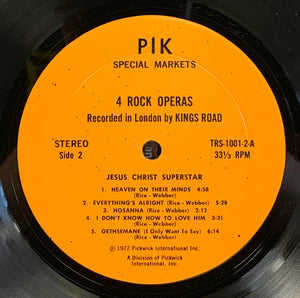 PIK
SPECIAL MARKETS
4 ROCK OPERAS
Recorded in London by KINGS ROAD
STEREO TRS-1001-2-A
Side 2 33⅓ RPM
JESUS CHRIST SUPERSTAR
1. HEAVEN ON THEIR MINDS 4:58
(Rice - Webber)
2. EVERYTHING'S ALRIGHT (Rice - Webber) 5:28
3. HOSANNA (Rice - Webber) 2:12
4. I DON'T KNOW HOW TO LOVE HIM 3:31
(Rice - Webber)
5. GETHSEMANE (I Only Want To Say) 6:14
(Rice - Webber)
℗ 1972 Pickwick International Inc.
A Division of Pickwick
International, Inc.